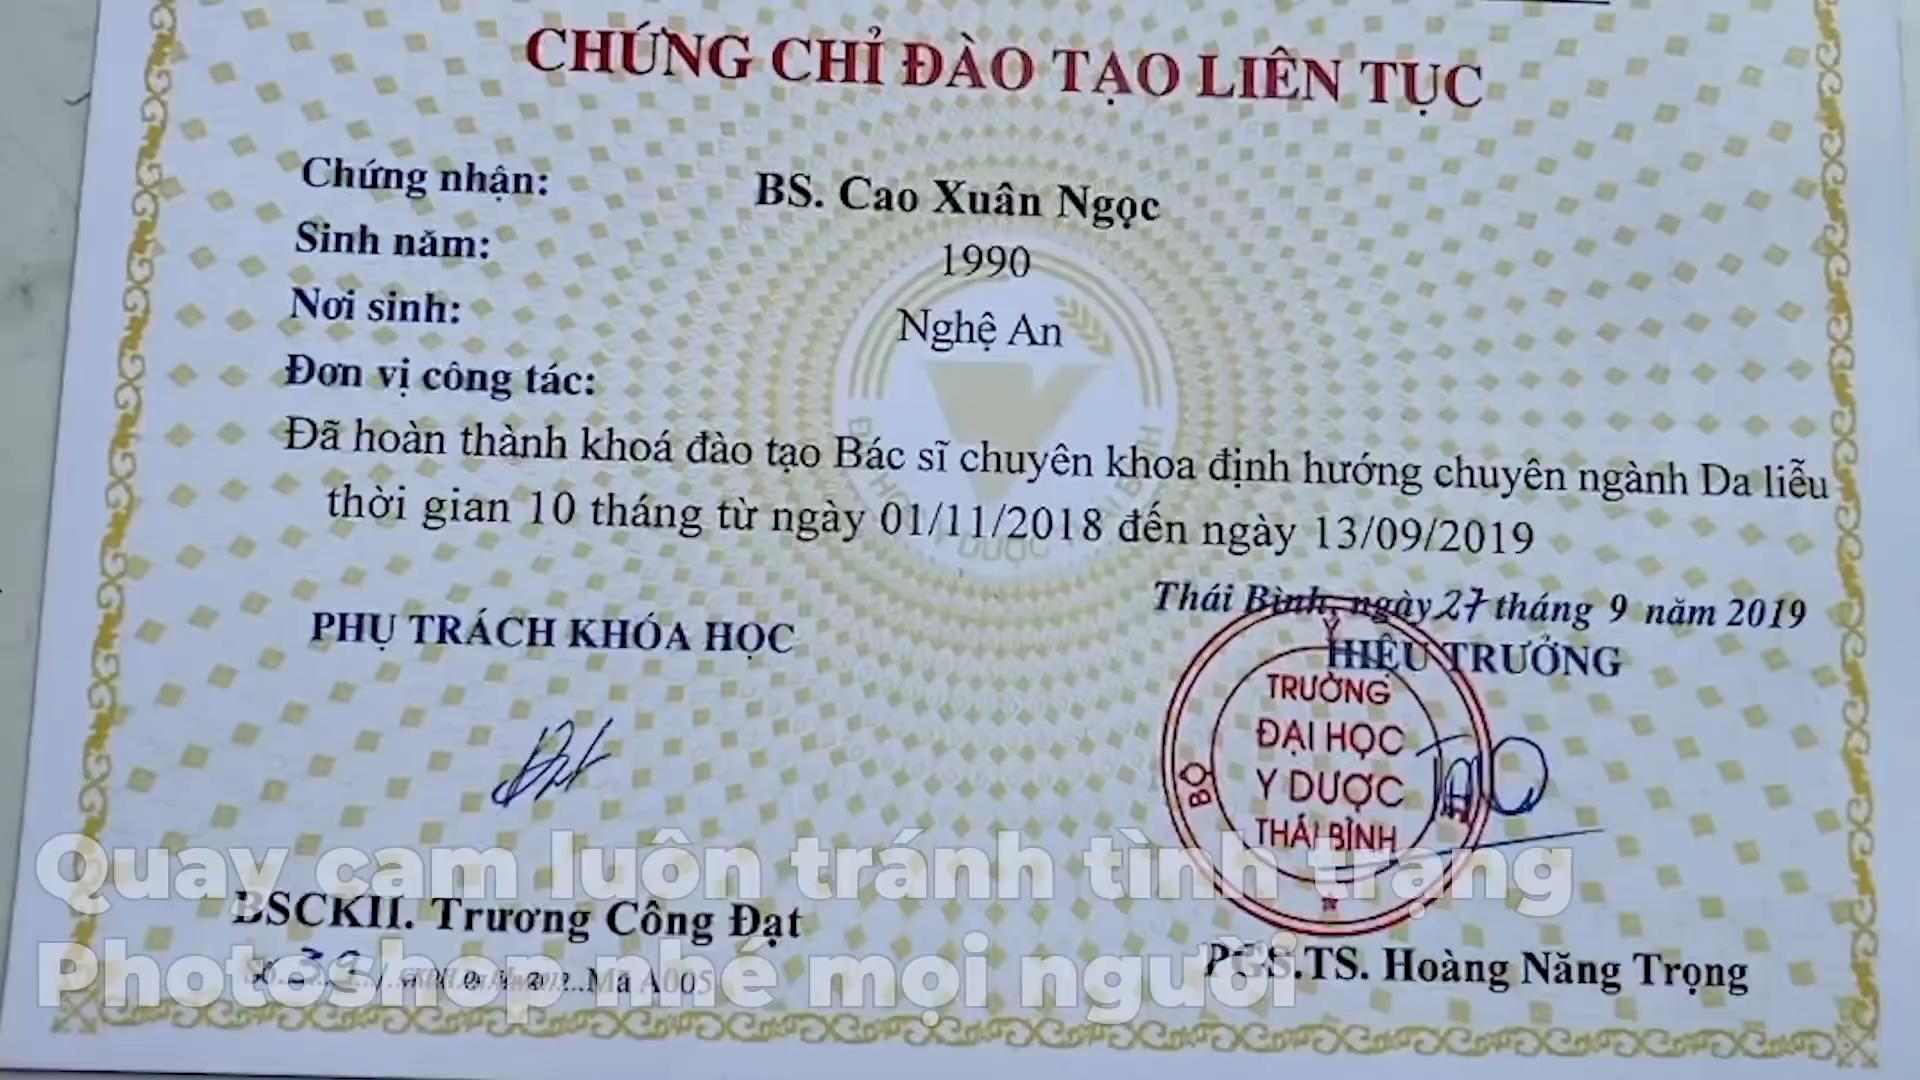 CHỨNG CHỈ ĐÀO TẠO LIÊN TỤC
Chứng nhận: BS. Cao Xuân Ngọc
Sinh năm: 1990
Nơi sinh: Nghệ An
Đơn vị công tác:
Đã hoàn thành khoá đào tạo Bác sĩ chuyên khoa định hướng chuyên ngành Da liễu
thời gian 10 tháng từ ngày 01/11/2018 đến ngày 13/09/2019
Thái Bình, ngày 27 tháng 9 năm 2019
PHỤ TRÁCH KHÓA HỌC
HIỆU TRƯỞNG
TRƯỜNG
ĐẠI HỌC
Y DƯỢC
THÁI BÌNH
BỘ Y
Quay cam luôn tránh tình trạng
Photoshop nhé mọi người
BSCKII. Trương Công Đạt
PGS.TS. Hoàng Năng Trọng
Số 39 Mã A005